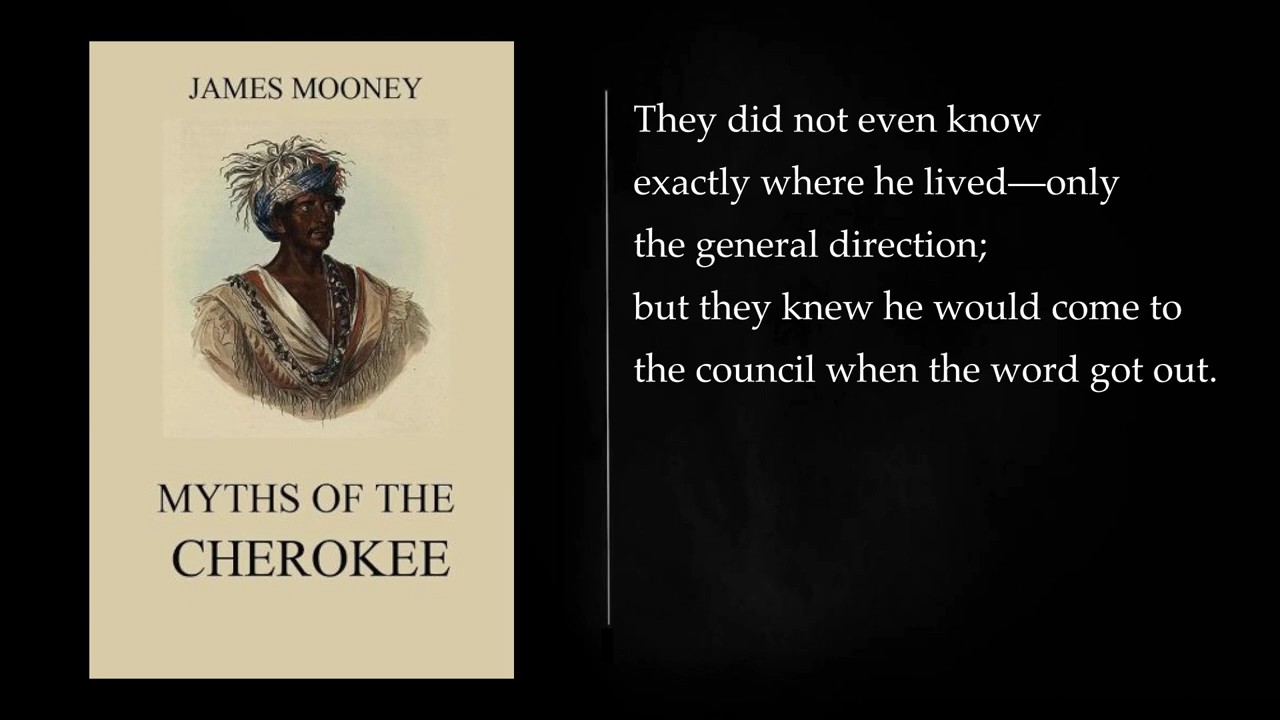 JAMES MOONEY
MYTHS OF THE
CHEROKEE
They did not even know
exactly where he lived—only
the general direction;
but they knew he would come to
the council when the word got out.